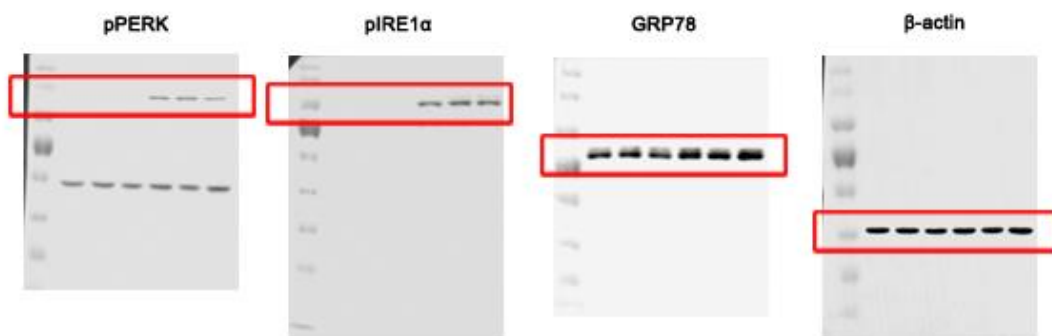 pPERK
pIRE1α
GRP78
β-actin